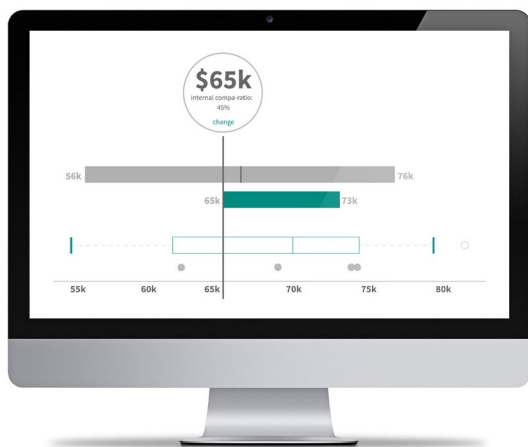 $65k
internal compa-ratio:
45%
change
56k 76k
65k 73k
55k 60k 65k 70k 75k 80k